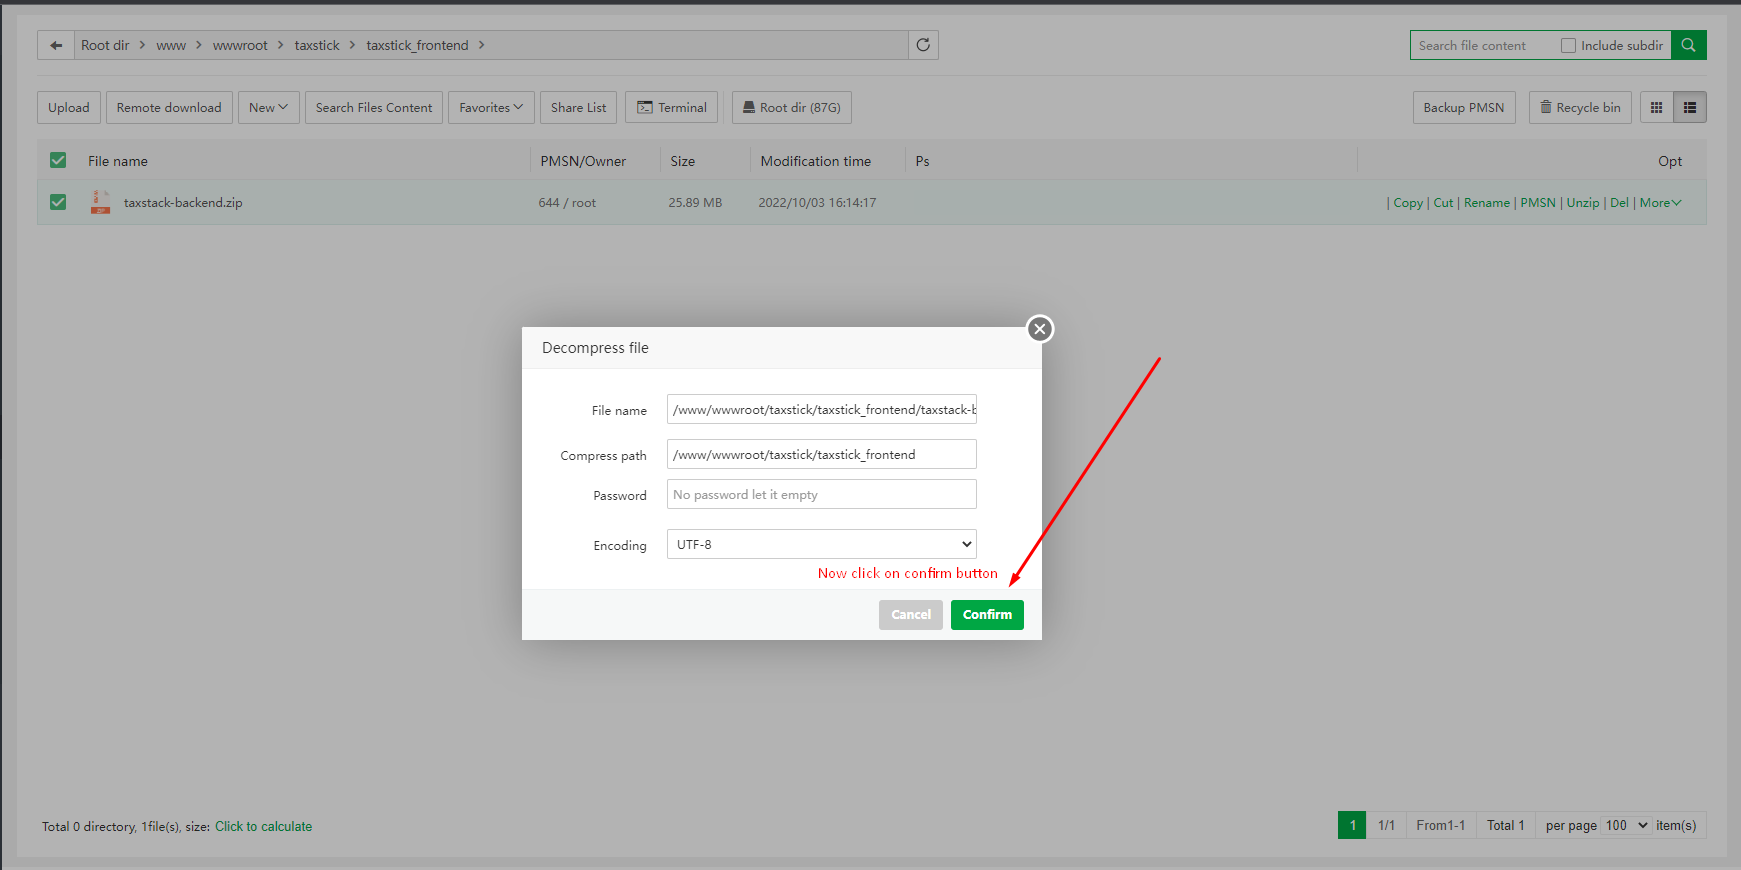 Root dir > www > wwwroot > taxstick > taxstick_frontend >
Search file content Include subdir
Upload Remote download New Search Files Content Favorites Share List Terminal Root dir (87G) Backup PMSN Recycle bin
File name PMSN/Owner Size Modification time Ps Opt
taxstack-backend.zip 644 / root 25.89 MB 2022/10/03 16:14:17 | Copy | Cut | Rename | PMSN | Unzip | Del | More
Decompress file
File name /www/wwwroot/taxstick/taxstick_frontend/taxstack-b
Compress path /www/wwwroot/taxstick/taxstick_frontend
Password No password let it empty
Encoding UTF-8
Now click on confirm button
Cancel Confirm
Total 0 directory, 1file(s), size: Click to calculate 1 1/1 From1-1 Total 1 per page 100 item(s)